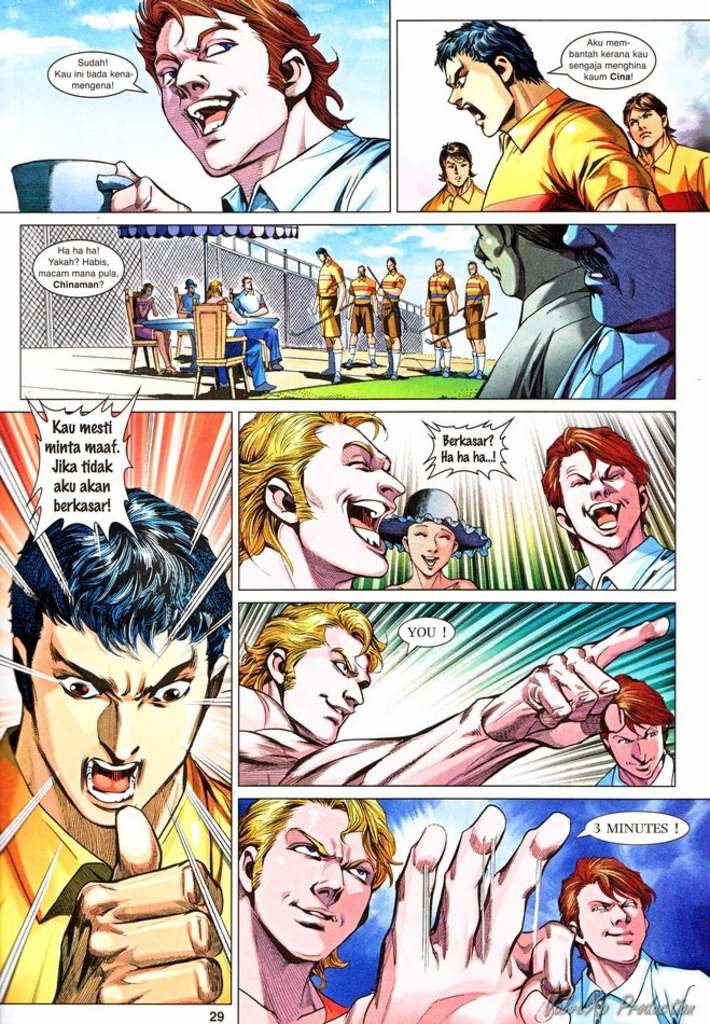 Sudah!
Kau ini tiada kena-
mengena!
Aku mem-
bantah kerana kau
sengaja menghina
kaum Cina!
Ha ha ha!
Yakah? Habis,
macam mana pula,
Chinaman?
Kau mesti
minta maaf.
Jika tidak
aku akan
berkasar!
Berkasar?
Ha ha ha...!
YOU !
3 MINUTES !
29
Production